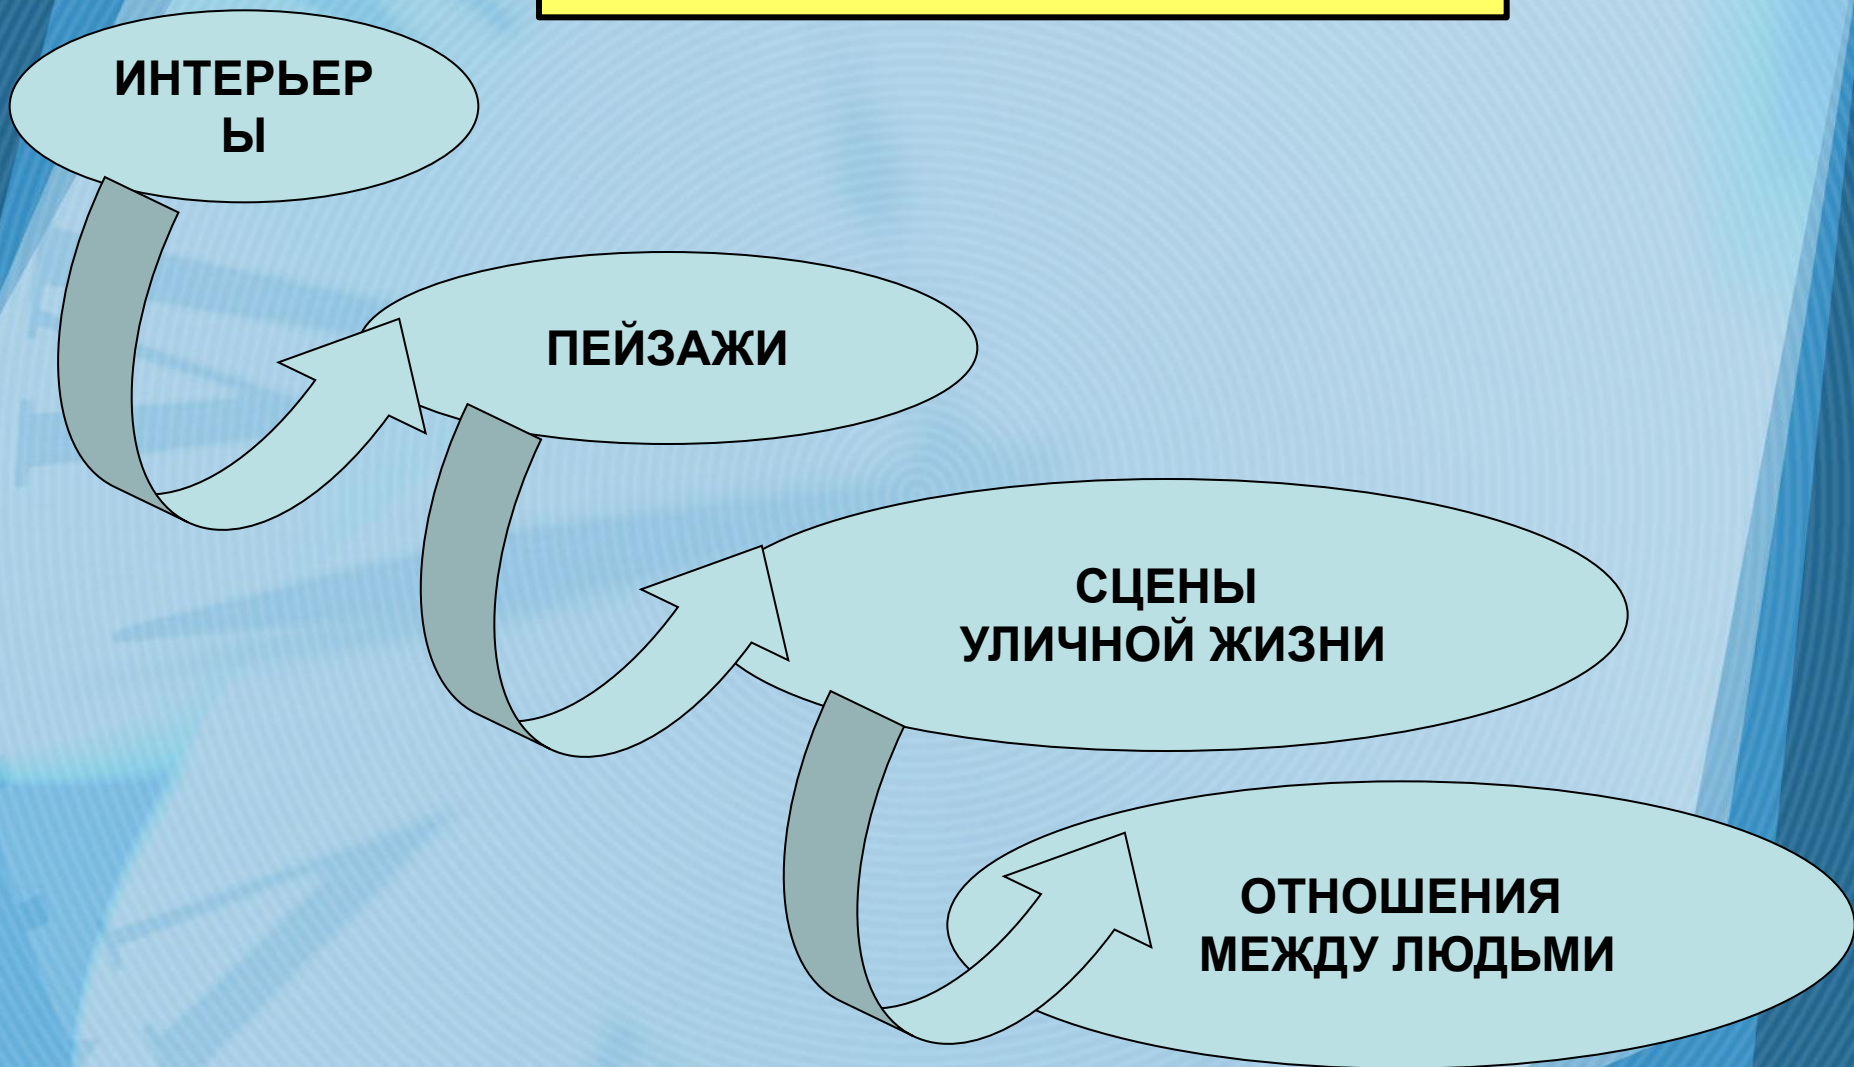 ИНТЕРЬЕР
Ы
ПЕЙЗАЖИ
СЦЕНЫ
УЛИЧНОЙ ЖИЗНИ
ОТНОШЕНИЯ
МЕЖДУ ЛЮДЬМИ